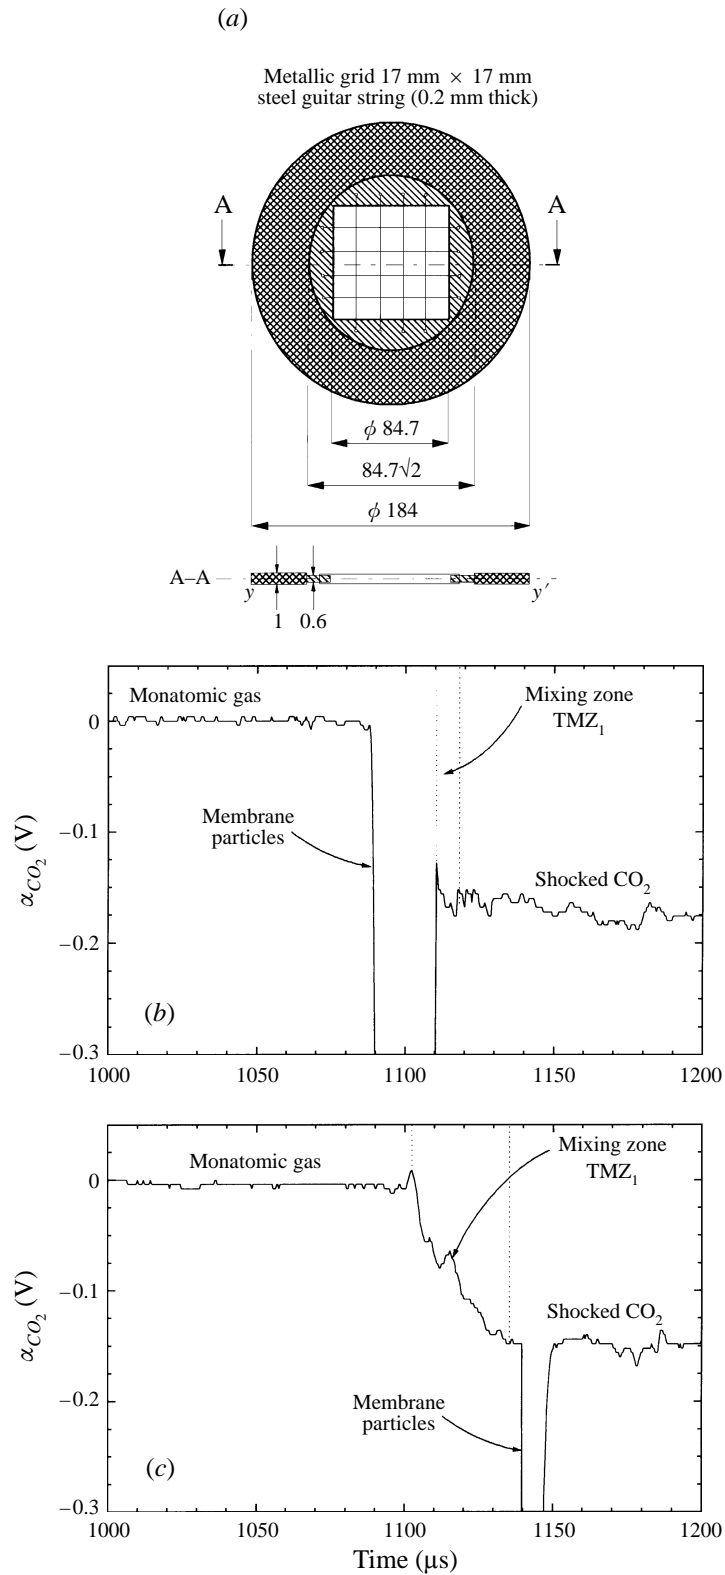 (a)
Metallic grid 17 mm × 17 mm
steel guitar string (0.2 mm thick)
A A
ϕ 84.7
84.7√2
ϕ 184
A–A
y y′
1 0.6
Monatomic gas
Mixing zone
TMZ₁
Membrane
particles
Shocked CO₂
α_CO₂ (V)
0
–0.1
–0.2
–0.3
(b)
1000 1050 1100 1150 1200
Monatomic gas
Mixing zone
TMZ₁
Shocked CO₂
Membrane
particles
α_CO₂ (V)
0
–0.1
–0.2
–0.3
(c)
1000 1050 1100 1150 1200
Time (μs)